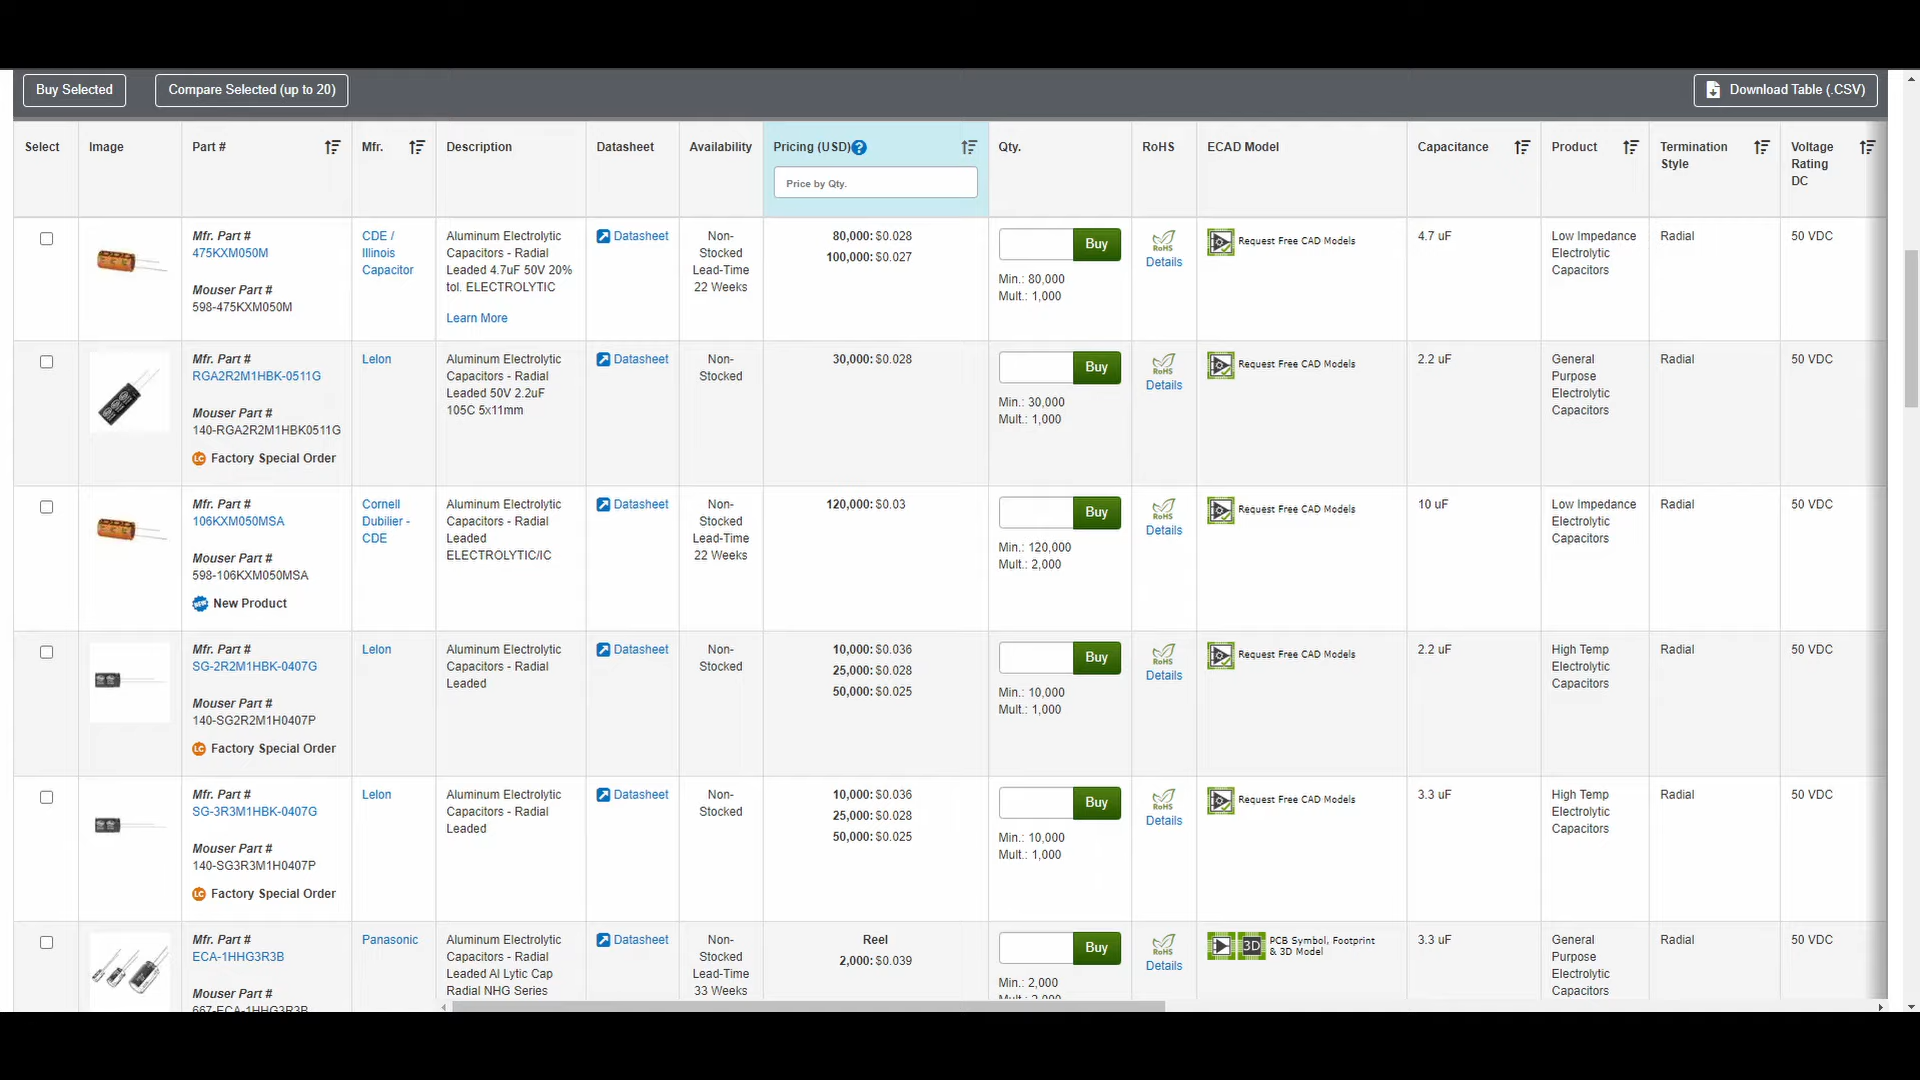 Buy Selected
Compare Selected (up to 20)
Download Table (.CSV)
Select
Image
Part #
Mfr.
Description
Datasheet
Availability
Pricing (USD)
Price by Qty.
Qty.
RoHS
ECAD Model
Capacitance
Product
Termination
Style
Voltage
Rating
DC
Mfr. Part #
475KXM050M
Mouser Part #
598-475KXM050M
CDE /
Illinois
Capacitor
Aluminum Electrolytic
Capacitors - Radial
Leaded 4.7uF 50V 20%
tol. ELECTROLYTIC
Learn More
Datasheet
Non-
Stocked
Lead-Time
22 Weeks
80,000: $0.028
100,000: $0.027
Buy
Min.: 80,000
Mult.: 1,000
RoHS
Details
Request Free CAD Models
4.7 uF
Low Impedance
Electrolytic
Capacitors
Radial
50 VDC
Mfr. Part #
RGA2R2M1HBK-0511G
Mouser Part #
140-RGA2R2M1HBK0511G
Factory Special Order
Lelon
Aluminum Electrolytic
Capacitors - Radial
Leaded 50V 2.2uF
105C 5x11mm
Datasheet
Non-
Stocked
30,000: $0.028
Buy
Min.: 30,000
Mult.: 1,000
RoHS
Details
Request Free CAD Models
2.2 uF
General
Purpose
Electrolytic
Capacitors
Radial
50 VDC
Mfr. Part #
106KXM050MSA
Mouser Part #
598-106KXM050MSA
New Product
Cornell
Dubilier -
CDE
Aluminum Electrolytic
Capacitors - Radial
Leaded
ELECTROLYTIC/IC
Datasheet
Non-
Stocked
Lead-Time
22 Weeks
120,000: $0.03
Buy
Min.: 120,000
Mult.: 2,000
RoHS
Details
Request Free CAD Models
10 uF
Low Impedance
Electrolytic
Capacitors
Radial
50 VDC
Mfr. Part #
SG-2R2M1HBK-0407G
Mouser Part #
140-SG2R2M1H0407P
Factory Special Order
Lelon
Aluminum Electrolytic
Capacitors - Radial
Leaded
Datasheet
Non-
Stocked
10,000: $0.036
25,000: $0.028
50,000: $0.025
Buy
Min.: 10,000
Mult.: 1,000
RoHS
Details
Request Free CAD Models
2.2 uF
High Temp
Electrolytic
Capacitors
Radial
50 VDC
Mfr. Part #
SG-3R3M1HBK-0407G
Mouser Part #
140-SG3R3M1H0407P
Factory Special Order
Lelon
Aluminum Electrolytic
Capacitors - Radial
Leaded
Datasheet
Non-
Stocked
10,000: $0.036
25,000: $0.028
50,000: $0.025
Buy
Min.: 10,000
Mult.: 1,000
RoHS
Details
Request Free CAD Models
3.3 uF
High Temp
Electrolytic
Capacitors
Radial
50 VDC
Mfr. Part #
ECA-1HHG3R3B
Mouser Part #
667-ECA-1HHG3R3B
Panasonic
Aluminum Electrolytic
Capacitors - Radial
Leaded Al Lytic Cap
Radial NHG Series
Datasheet
Non-
Stocked
Lead-Time
33 Weeks
Reel
2,000: $0.039
Buy
Min.: 2,000
Mult.: 2,000
RoHS
Details
3D
PCB Symbol, Footprint
& 3D Model
3.3 uF
General
Purpose
Electrolytic
Capacitors
Radial
50 VDC